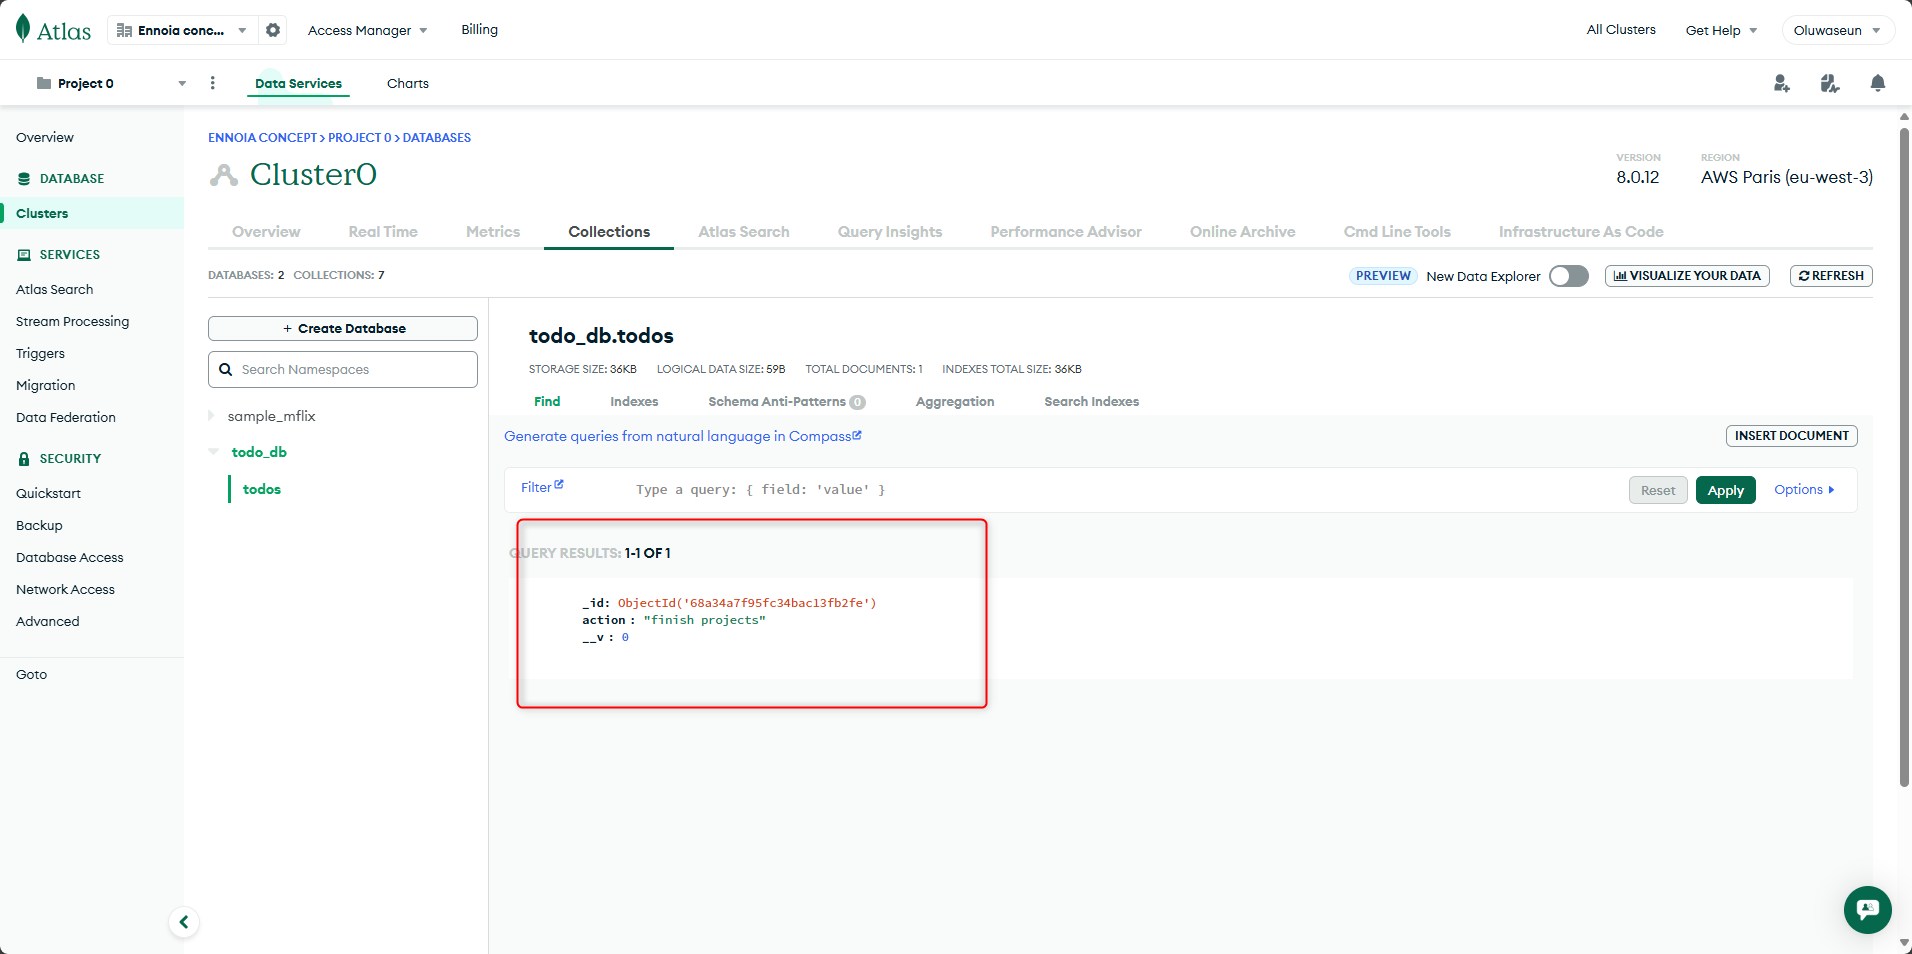 Atlas
Ennoia conc...
Access Manager
Billing
All Clusters
Get Help
Oluwaseun
Project 0
Data Services
Charts
Overview
DATABASE
Clusters
SERVICES
Atlas Search
Stream Processing
Triggers
Migration
Data Federation
SECURITY
Quickstart
Backup
Database Access
Network Access
Advanced
Goto
ENNOIA CONCEPT > PROJECT 0 > DATABASES
Cluster0
VERSION
8.0.12
REGION
AWS Paris (eu-west-3)
Overview Real Time Metrics Collections Atlas Search Query Insights Performance Advisor Online Archive Cmd Line Tools Infrastructure As Code
DATABASES: 2 COLLECTIONS: 7
PREVIEW New Data Explorer
VISUALIZE YOUR DATA
REFRESH
+ Create Database
Search Namespaces
sample_mflix
todo_db
todos
todo_db.todos
STORAGE SIZE: 36KB LOGICAL DATA SIZE: 59B TOTAL DOCUMENTS: 1 INDEXES TOTAL SIZE: 36KB
Find Indexes Schema Anti-Patterns 0 Aggregation Search Indexes
Generate queries from natural language in Compass
INSERT DOCUMENT
Filter
Type a query: { field: 'value' }
Reset
Apply
Options
QUERY RESULTS: 1-1 OF 1
_id: ObjectId('68a34a7f95fc34bac13fb2fe')
action : "finish projects"
__v : 0